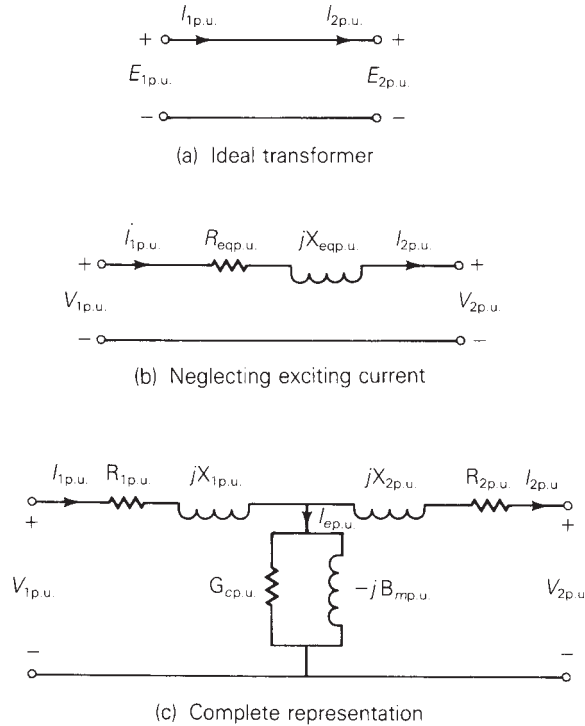 I1p.u. I2p.u.
+ +
E1p.u. E2p.u.
− −
(a) Ideal transformer
I1p.u. Reqp.u. jXeqp.u. I2p.u.
+ +
V1p.u. V2p.u.
− −
(b) Neglecting exciting current
I1p.u. R1p.u. jX1p.u. jX2p.u. R2p.u. I2p.u
+ Iep.u. +
V1p.u. Gcp.u. −jBmp.u. V2p.u
− −
(c) Complete representation